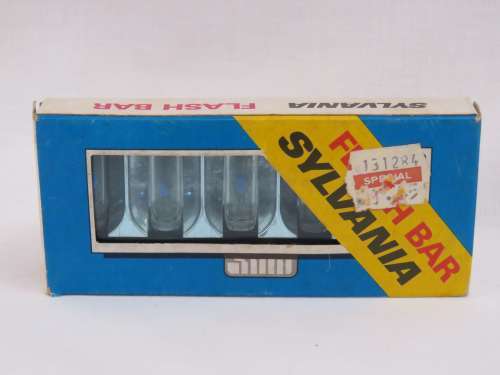 SYLVANIA FLASH BAR
FLASH BAR
SYLVANIA
131284
SPECIAL